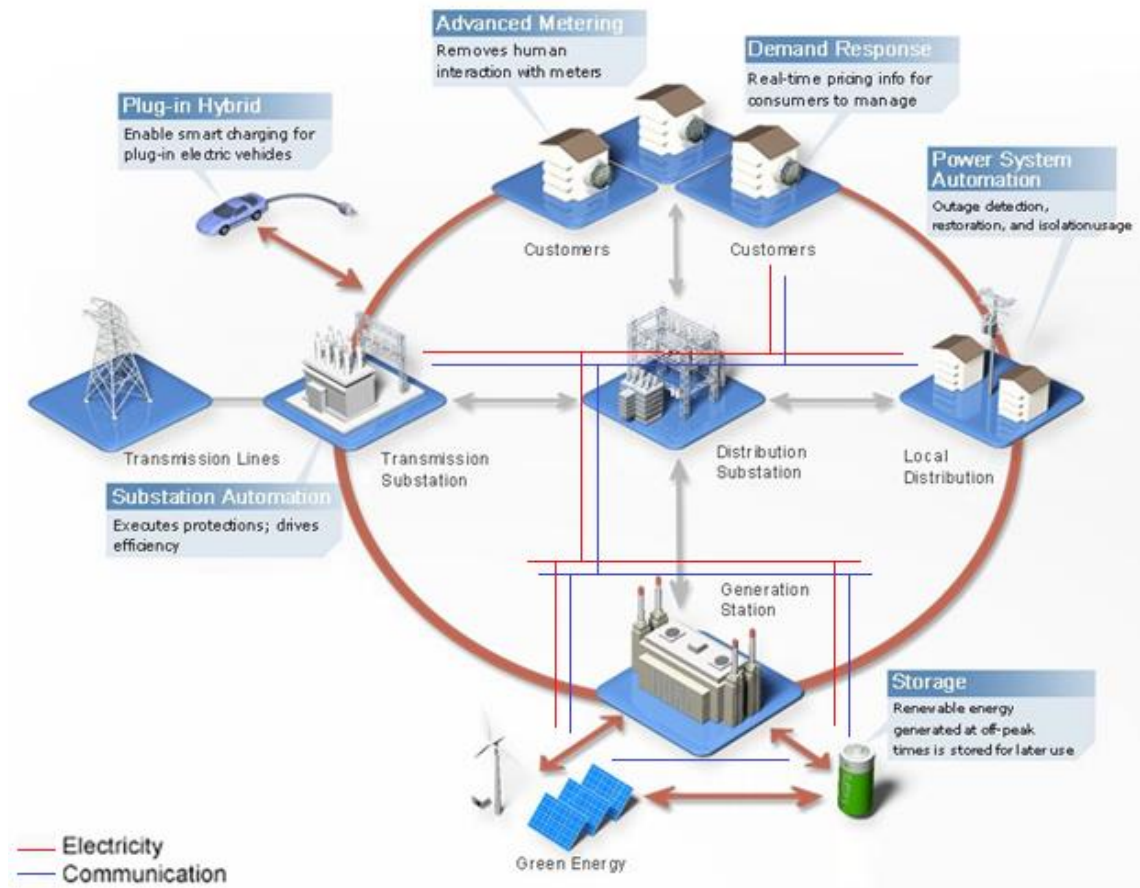 Advanced Metering
Removes human
interaction with meters
Demand Response
Real-time pricing info for
consumers to manage
Plug-in Hybrid
Enable smart charging for
plug-in electric vehicles
Power System
Automation
Outage detection,
restoration, and isolationusage
Customers
Customers
Transmission Lines
Transmission
Substation
Distribution
Substation
Local
Distribution
Substation Automation
Executes protections; drives
efficiency
Generation
Station
Storage
Renewable energy
generated at off-peak
times is stored for later use
Green Energy
Electricity
Communication